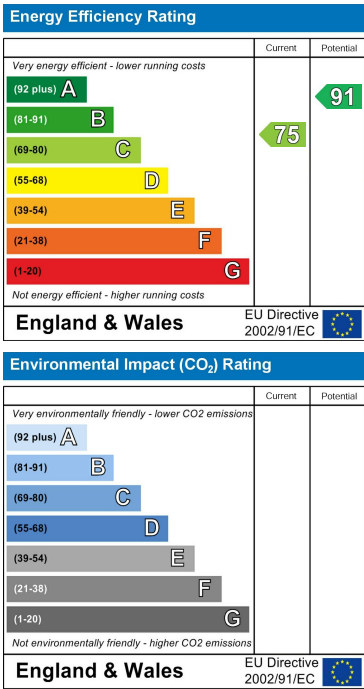 Energy Efficiency Rating
Current Potential
Very energy efficient - lower running costs
(92 plus) A
(81-91) B
(69-80) C
(55-68) D
(39-54) E
(21-38) F
(1-20) G
75
91
Not energy efficient - higher running costs
England & Wales
EU Directive
2002/91/EC
Environmental Impact (CO₂) Rating
Current Potential
Very environmentally friendly - lower CO2 emissions
(92 plus) A
(81-91) B
(69-80) C
(55-68) D
(39-54) E
(21-38) F
(1-20) G
Not environmentally friendly - higher CO2 emissions
England & Wales
EU Directive
2002/91/EC